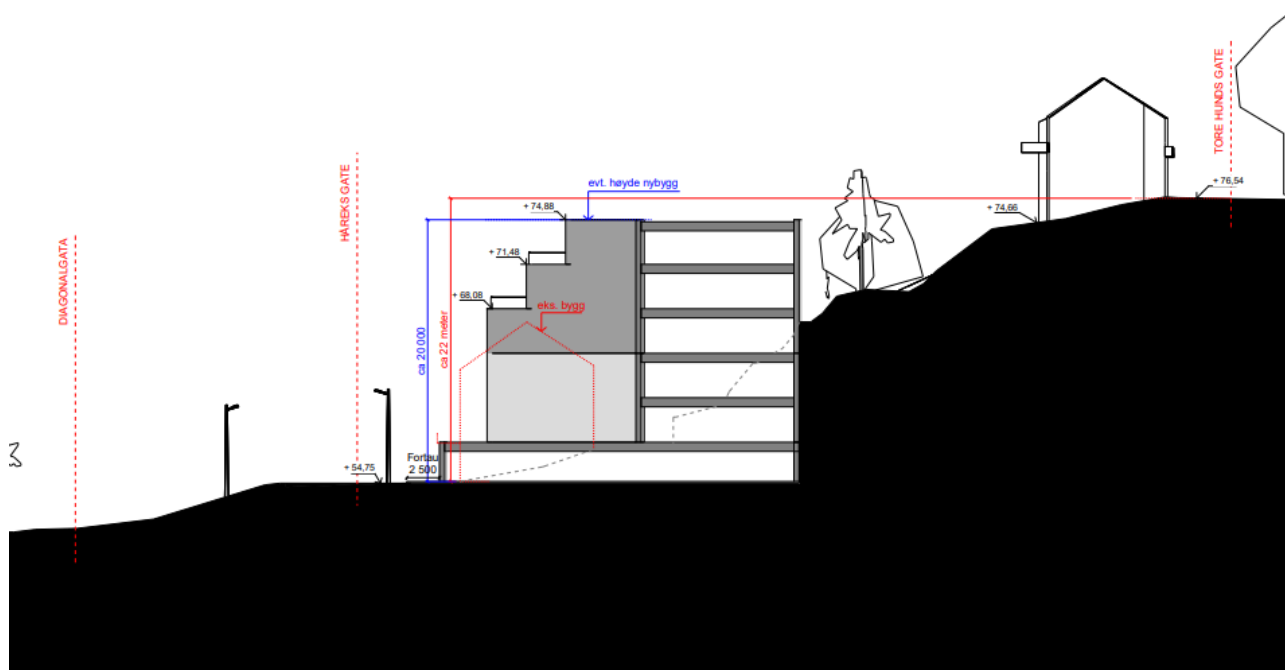 TORE HUNDS GATE
HÅREKS GATE
DIAGONALGATA
evt. høyde nybygg
+ 76,54
+ 74,88
+ 74,66
+ 71,48
+ 68,08
eks. bygg
ca 20 000
ca 22 meter
Fortau
2 500
+ 54,75